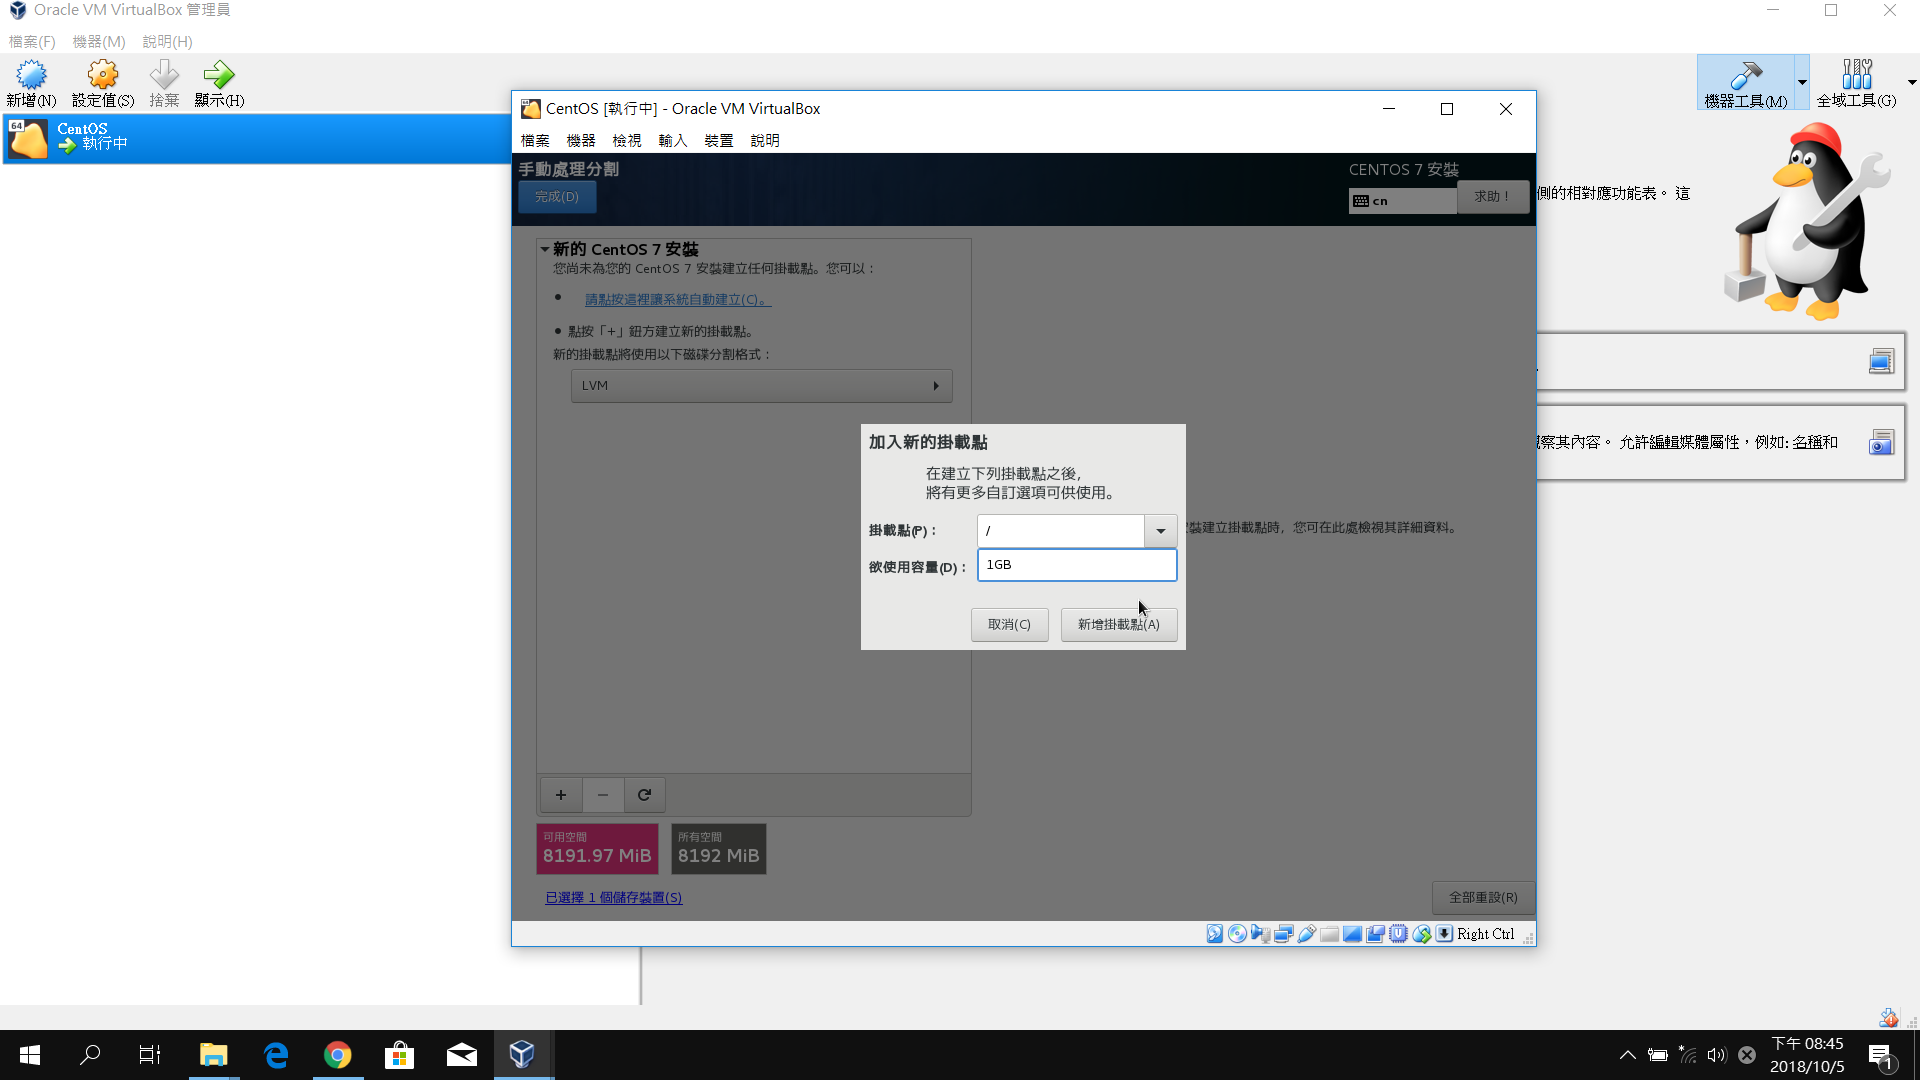 Oracle VM VirtualBox 管理員
檔案(F) 機器(M) 說明(H)
新增(N) 設定值(S) 捨棄 顯示(H)
機器工具(M) 全域工具(G)
64 CentOS
執行中
CentOS [執行中] - Oracle VM VirtualBox
檔案 機器 檢視 輸入 裝置 說明
手動處理分割
CENTOS 7 安裝
完成(D)
cn
求助！
側的相對應功能表。 這
新的 CentOS 7 安裝
您尚未為您的 CentOS 7 安裝建立任何掛載點。您可以：
請點按這裡讓系統自動建立(C)。
點按「+」鈕方建立新的掛載點。
新的掛載點將使用以下磁碟分割格式：
LVM
加入新的掛載點
在建立下列掛載點之後，
將有更多自訂選項可供使用。
掛載點(P)： /
欲使用容量(D)： 1GB
取消(C) 新增掛載點(A)
裝建立掛載點時，您可在此處檢視其詳細資料。
察其內容。 允許編輯媒體屬性，例如: 名稱和
+ −
可用空間
8191.97 MiB
所有空間
8192 MiB
已選擇 1 個儲存裝置(S)
全部重設(R)
Right Ctrl
下午 08:45
2018/10/5
1